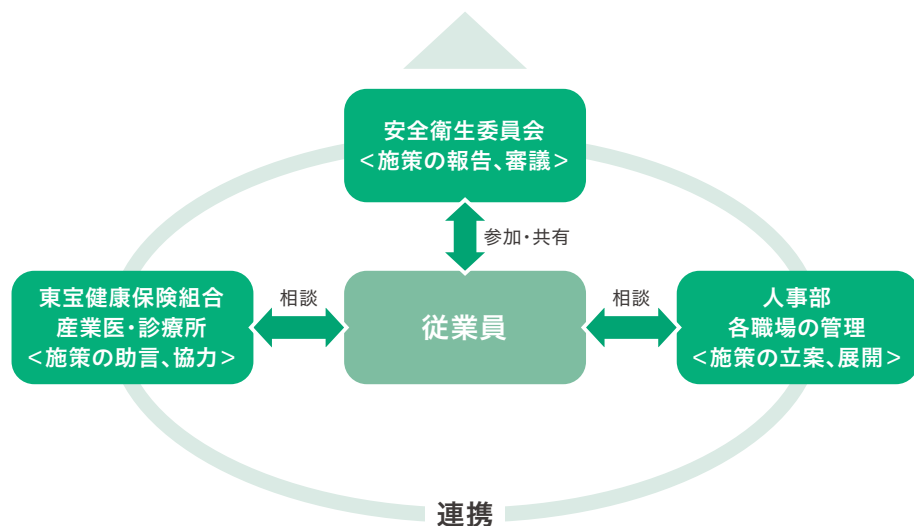 安全衛生委員会
<施策の報告、審議>
参加・共有
東宝健康保険組合
産業医・診療所
<施策の助言、協力>
相談
従業員
相談
人事部
各職場の管理
<施策の立案、展開>
連携